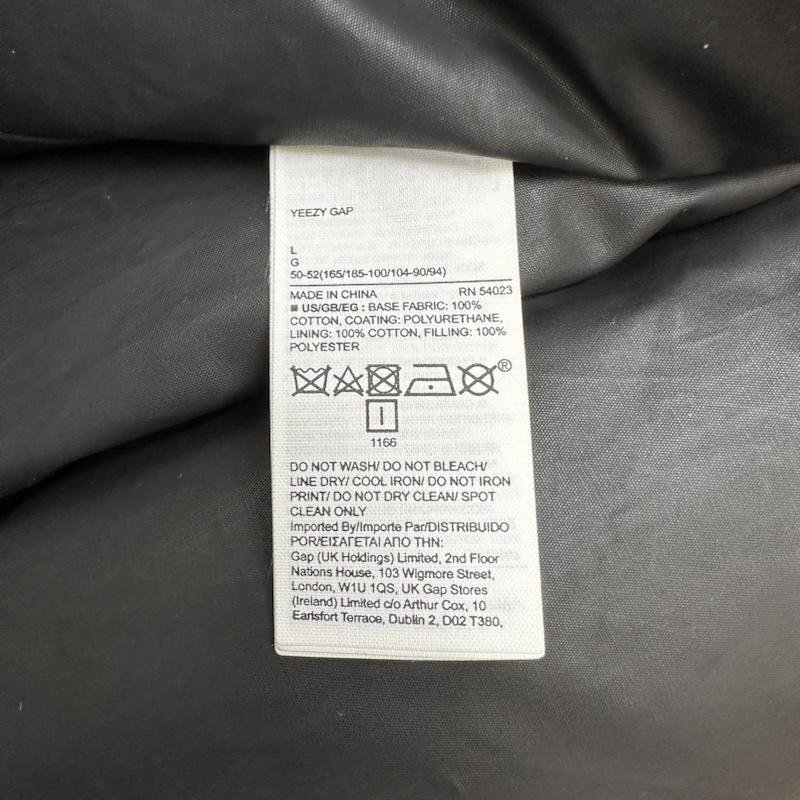 YEEZY GAP
L
G
50-52(165/185-100/104-90/94)
MADE IN CHINA RN 54023
US/GB/EG : BASE FABRIC: 100%
COTTON, COATING: POLYURETHANE,
LINING: 100% COTTON, FILLING: 100%
POLYESTER
®
1166
DO NOT WASH/ DO NOT BLEACH/
LINE DRY/ COOL IRON/ DO NOT IRON
PRINT/ DO NOT DRY CLEAN/ SPOT
CLEAN ONLY
Imported By/Importe Par/DISTRIBUIDO
POR/ΕΙΣΑΓΕΤΑΙ ΑΠΟ ΤΗΝ:
Gap (UK Holdings) Limited, 2nd Floor
Nations House, 103 Wigmore Street,
London, W1U 1QS, UK Gap Stores
(Ireland) Limited c/o Arthur Cox, 10
Earlsfort Terrace, Dublin 2, D02 T380,